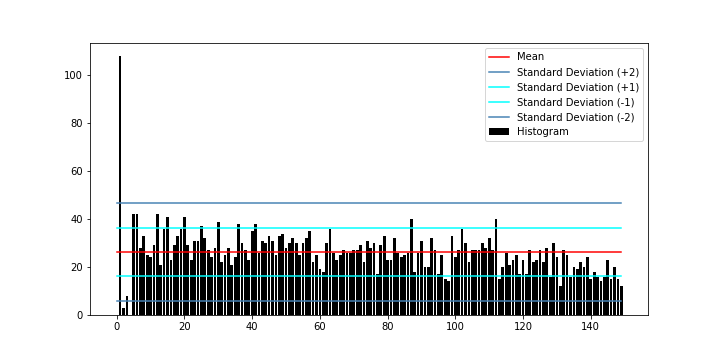 100
80
60
40
20
0
0 20 40 60 80 100 120 140
Mean
Standard Deviation (+2)
Standard Deviation (+1)
Standard Deviation (-1)
Standard Deviation (-2)
Histogram